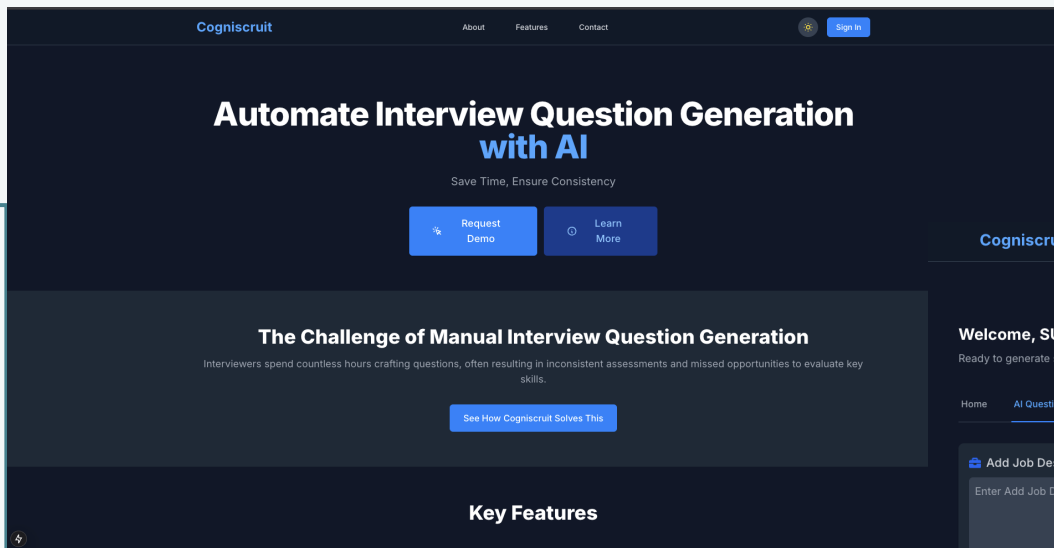 Cogniscruit
About
Features
Contact
Sign In
Automate Interview Question Generation
with AI
Save Time, Ensure Consistency
Request
Demo
Learn
More
The Challenge of Manual Interview Question Generation
Interviewers spend countless hours crafting questions, often resulting in inconsistent assessments and missed opportunities to evaluate key
skills.
See How Cogniscruit Solves This
Key Features
Cogniscru
Welcome, SU
Ready to generate
Home
AI Questi
Add Job De
Enter Add Job D